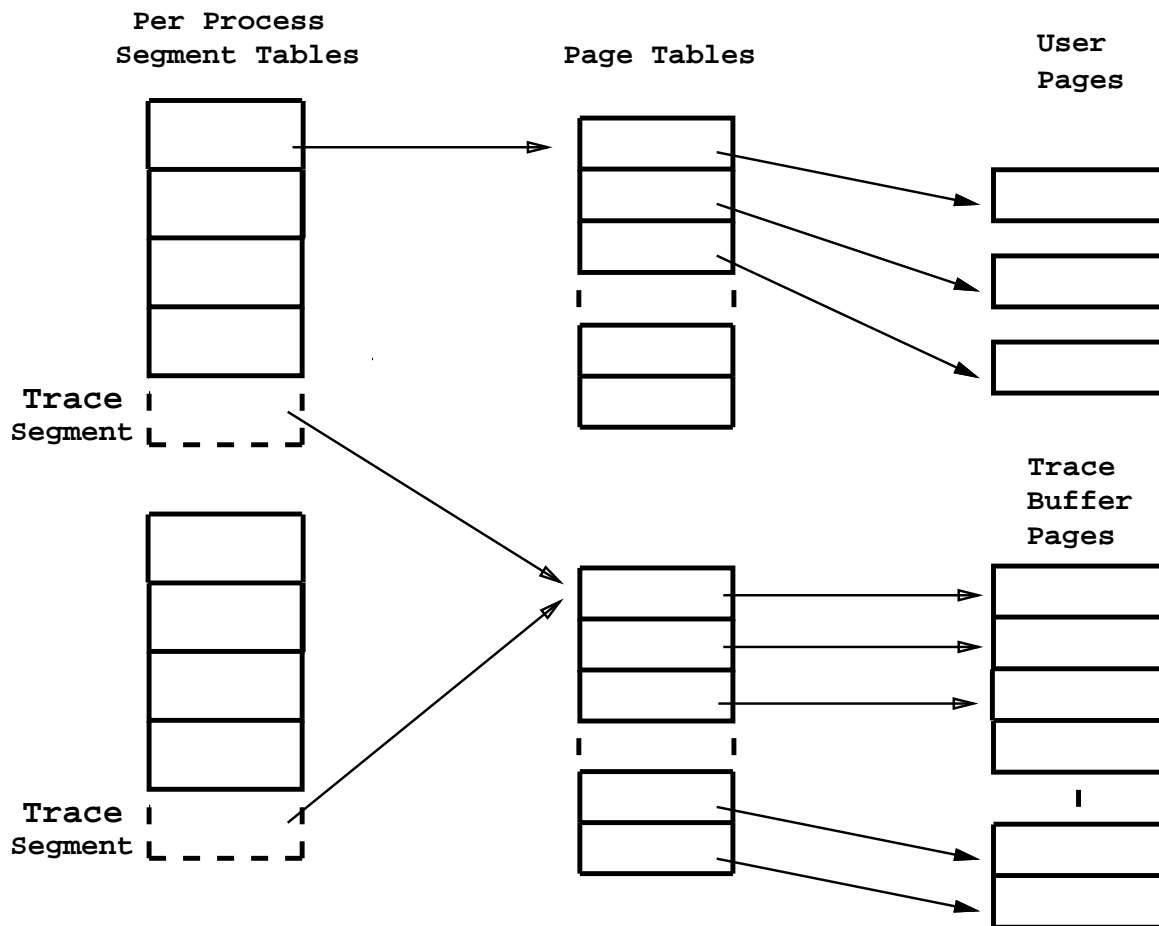 Per Process
Segment Tables
Page Tables
User
Pages
Trace
Segment
Trace
Buffer
Pages
Trace
Segment